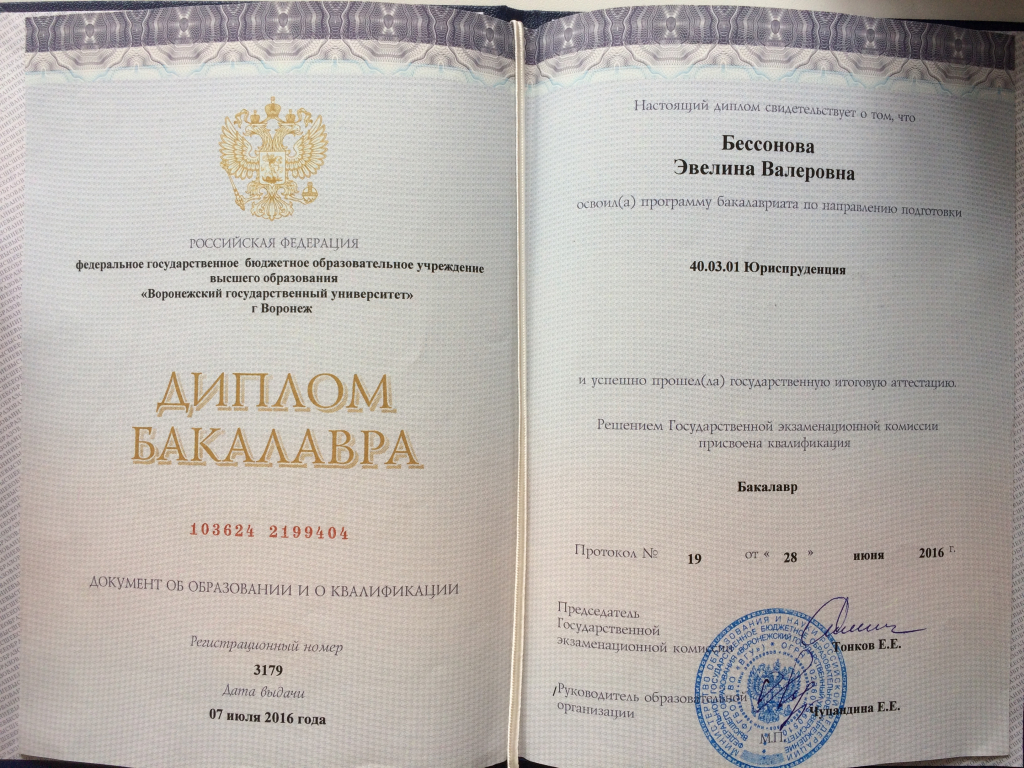 РОССИЙСКАЯ ФЕДЕРАЦИЯ
федеральное государственное бюджетное образовательное учреждение
высшего образования
«Воронежский государственный университет»
г Воронеж
ДИПЛОМ
БАКАЛАВРА
103624 2199404
ДОКУМЕНТ ОБ ОБРАЗОВАНИИ И О КВАЛИФИКАЦИИ
Регистрационный номер
3179
Дата выдачи
07 июля 2016 года
Настоящий диплом свидетельствует о том, что
Бессонова
Эвелина Валеровна
освоил(а) программу бакалавриата по направлению подготовки
40.03.01 Юриспруденция
и успешно прошел(ла) государственную итоговую аттестацию.
Решением Государственной экзаменационной комиссии
присвоена квалификация
Бакалавр
Протокол № 19 от « 28 » июня 2016 г.
Председатель
Государственной
экзаменационной комиссии
Тонков Е.Е.
Руководитель образовательной
организации
Чупандина Е.Е.
М.П.